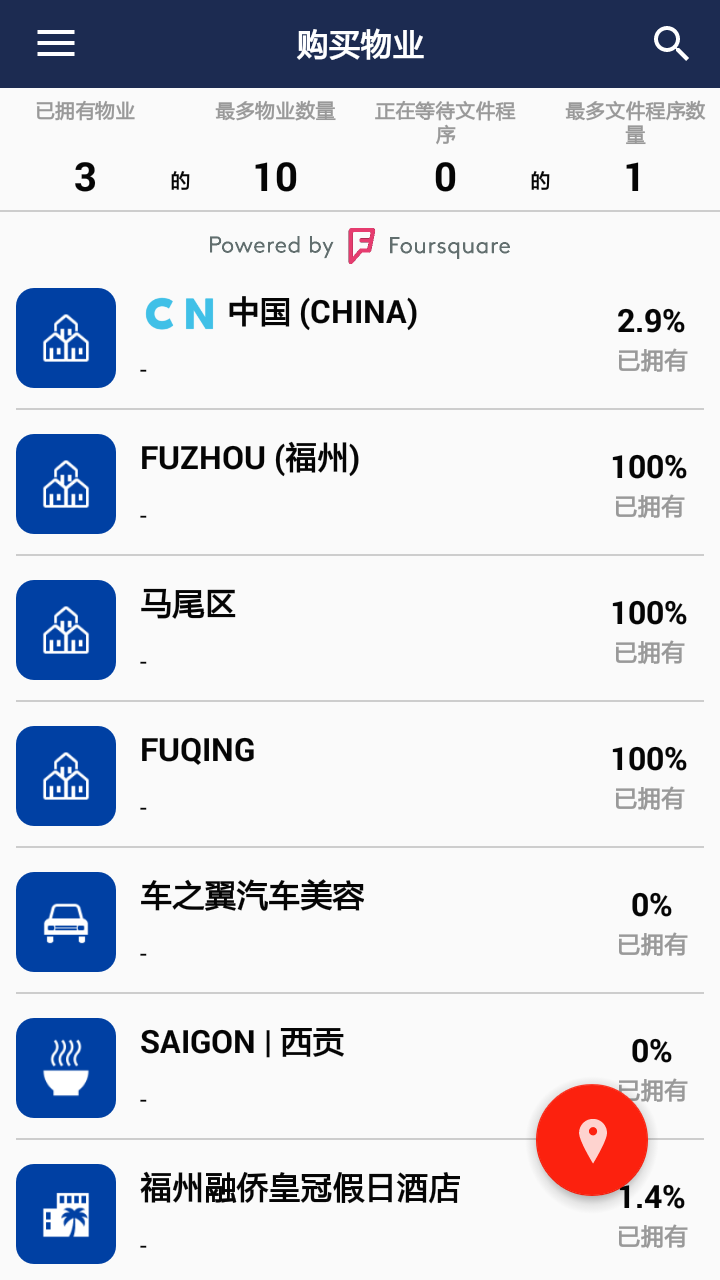 购买物业
已拥有物业
最多物业数量
正在等待文件程
序
最多文件程序数
量
3 的 10 0 的 1
Powered by Foursquare
CN 中国 (CHINA)
2.9%
-
已拥有
FUZHOU (福州)
100%
-
已拥有
马尾区
100%
-
已拥有
FUQING
100%
-
已拥有
车之翼汽车美容
0%
-
已拥有
SAIGON | 西贡
0%
-
已拥有
福州融侨皇冠假日酒店
1.4%
-
已拥有